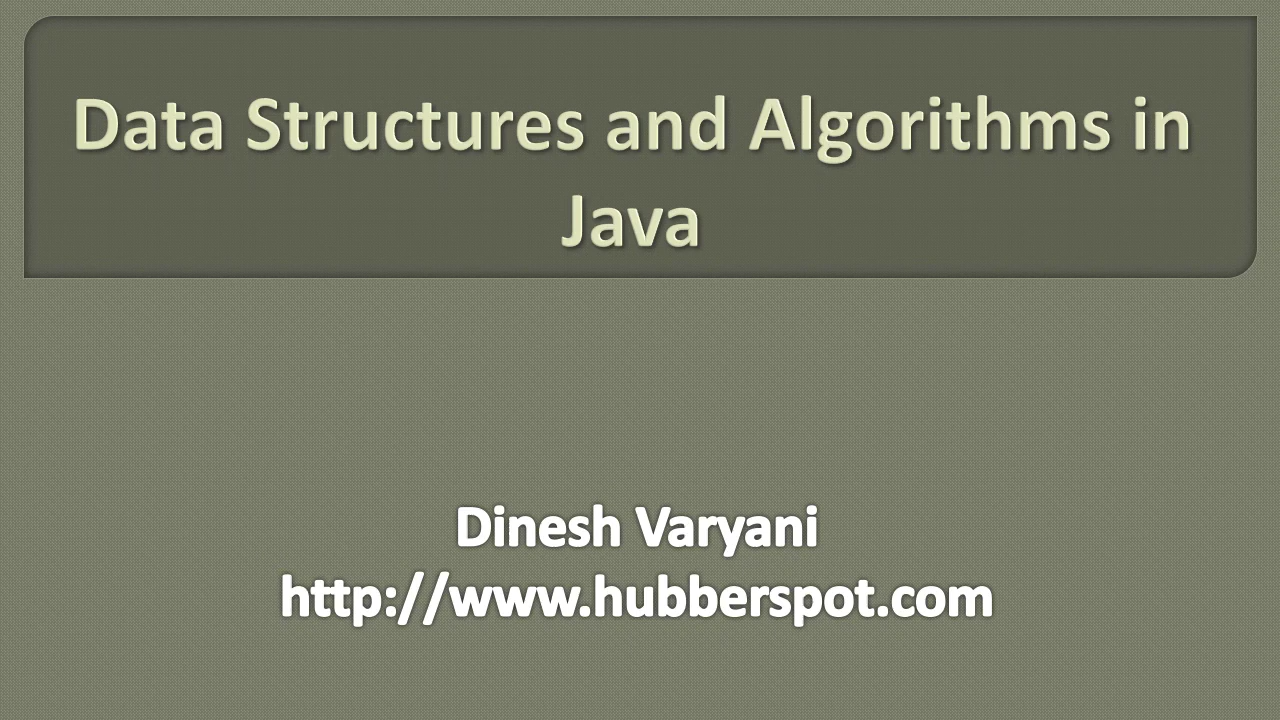 Data Structures and Algorithms in
Java
Dinesh Varyani
http://www.hubberspot.com